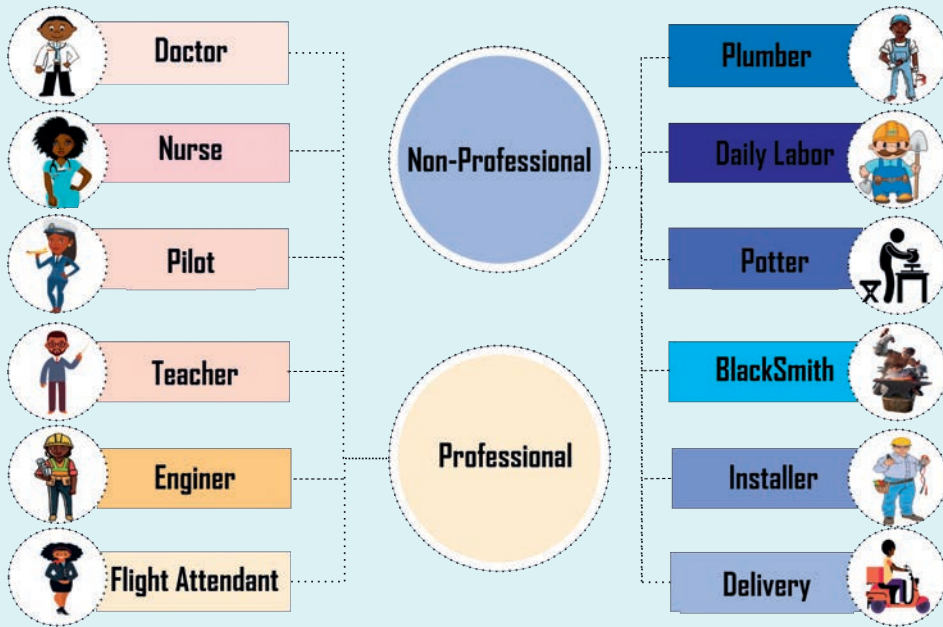 Doctor
Nurse
Pilot
Teacher
Enginer
Flight Attendant
Non-Professional
Professional
Plumber
Daily Labor
Potter
BlackSmith
Installer
Delivery